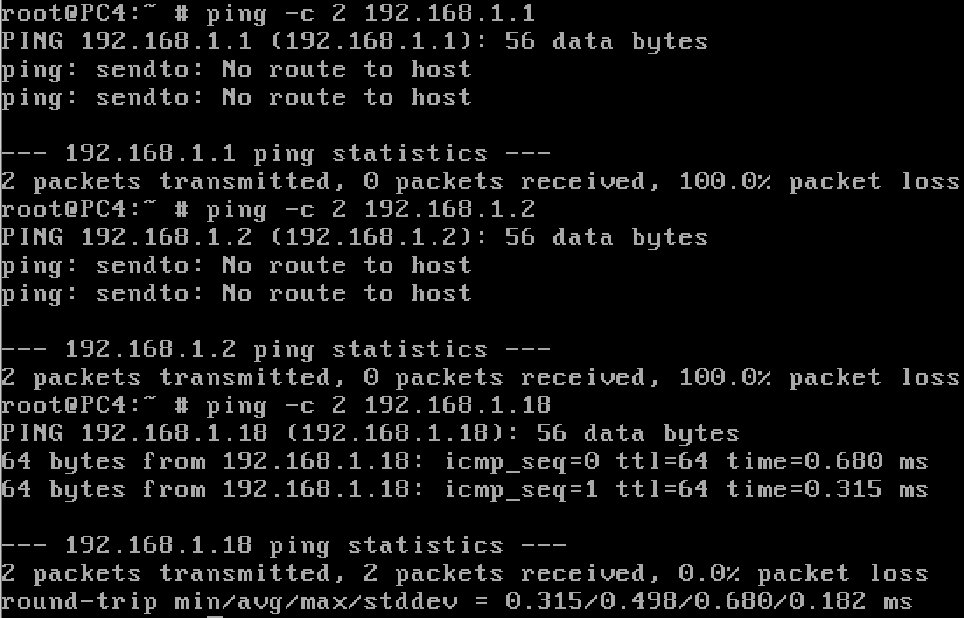 root@PC4:~ # ping -c 2 192.168.1.1
PING 192.168.1.1 (192.168.1.1): 56 data bytes
ping: sendto: No route to host
ping: sendto: No route to host
--- 192.168.1.1 ping statistics ---
2 packets transmitted, 0 packets received, 100.0% packet loss
root@PC4:~ # ping -c 2 192.168.1.2
PING 192.168.1.2 (192.168.1.2): 56 data bytes
ping: sendto: No route to host
ping: sendto: No route to host
--- 192.168.1.2 ping statistics ---
2 packets transmitted, 0 packets received, 100.0% packet loss
root@PC4:~ # ping -c 2 192.168.1.18
PING 192.168.1.18 (192.168.1.18): 56 data bytes
64 bytes from 192.168.1.18: icmp_seq=0 ttl=64 time=0.680 ms
64 bytes from 192.168.1.18: icmp_seq=1 ttl=64 time=0.315 ms
--- 192.168.1.18 ping statistics ---
2 packets transmitted, 2 packets received, 0.0% packet loss
round-trip min/avg/max/stddev = 0.315/0.498/0.680/0.182 ms